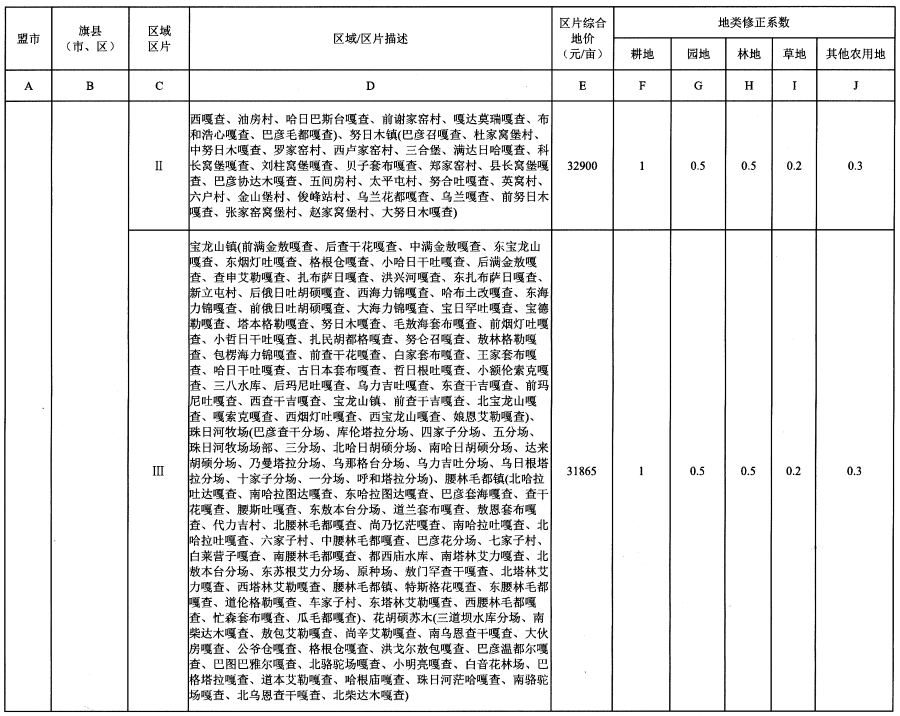 盟市
旗县
（市、区）
区域
区片
区域/区片描述
区片综合
地价
（元/亩）
地类修正系数
耕地
园地
林地
草地
其他农用地
A
B
C
D
E
F
G
H
I
J
Ⅱ
西嘎查、油房村、哈日巴斯台嘎查、前谢家窑村、嘎达莫瑞嘎查、布
和浩心嘎查、巴彦毛都嘎查)、努日木镇(巴彦召嘎查、杜家窝堡村、
中努日木嘎查、罗家窑村、西卢家窑村、三合堡、满达日哈嘎查、科
长窝堡嘎查、刘柱窝堡嘎查、贝子套布嘎查、郑家窑村、县长窝堡嘎
查、巴彦协达木嘎查、五间房村、太平屯村、努合吐嘎查、英窝村、
六户村、金山堡村、俊峰站村、乌兰花都嘎查、乌兰嘎查、前努日木
嘎查、张家窑窝堡村、赵家窝堡村、大努日木嘎查)
32900
1
0.5
0.5
0.2
0.3
Ⅲ
宝龙山镇(前满金敖嘎查、后查干花嘎查、中满金敖嘎查、东宝龙山
嘎查、东烟灯吐嘎查、格根仓嘎查、小哈日干吐嘎查、后满金敖嘎
查、查申艾勒嘎查、扎布萨日嘎查、洪兴河嘎查、东扎布萨日嘎查、
新立屯村、后俄日吐胡硕嘎查、西海力锦嘎查、哈布土改嘎查、东海
力锦嘎查、前俄日吐胡硕嘎查、大海力锦嘎查、宝日罕吐嘎查、宝德
勒嘎查、塔本格勒嘎查、努日木嘎查、毛敖海套布嘎查、前烟灯吐嘎
查、小哲日干吐嘎查、扎民胡都格嘎查、努仑召嘎查、敖林格勒嘎
查、包楞海力锦嘎查、前查干花嘎查、白家套布嘎查、王家套布嘎
查、哈日干吐嘎查、古日本套布嘎查、哲日根吐嘎查、小额伦索克嘎
查、三八水库、后玛尼吐嘎查、乌力吉吐嘎查、东查干吉嘎查、前玛
尼吐嘎查、西查干吉嘎查、宝龙山镇、前查干吉嘎查、北宝龙山嘎
查、嘎索克嘎查、西烟灯吐嘎查、西宝龙山嘎查、娘恩艾勒嘎查)、
珠日河牧场(巴彦查干分场、库伦塔拉分场、四家子分场、五分场、
珠日河牧场场部、三分场、北哈日胡硕分场、南哈日胡硕分场、达来
胡硕分场、乃曼塔拉分场、乌那格台分场、乌力吉吐分场、乌日根塔
拉分场、十家子分场、一分场、呼和塔拉分场)、腰林毛都镇(北哈拉
吐达嘎查、南哈拉图达嘎查、东哈拉图达嘎查、巴彦套海嘎查、查干
花嘎查、腰斯吐嘎查、东敖本台分场、道兰套布嘎查、敖恩套布嘎
查、代力吉村、北腰林毛都嘎查、尚乃忆茫嘎查、南哈拉吐嘎查、北
哈拉吐嘎查、六家子村、中腰林毛都嘎查、巴彦花分场、七家子村、
白莱营子嘎查、南腰林毛都嘎查、都西庙水库、南塔林艾力嘎查、北
敖本台分场、东苏根艾力分场、原种场、敖门罕查干嘎查、北塔林艾
力嘎查、西塔林艾勒嘎查、腰林毛都镇、特斯格花嘎查、东腰林毛都
嘎查、道伦格勒嘎查、车家子村、东塔林艾勒嘎查、西腰林毛都嘎
查、忙森套布嘎查、瓜毛都嘎查)、花胡硕苏木(三道坝水库分场、南
柴达木嘎查、敖包艾勒嘎查、尚辛艾勒嘎查、南乌恩查干嘎查、大伙
房嘎查、公爷仓嘎查、格根仓嘎查、洪戈尔敖包嘎查、巴彦温都尔嘎
查、巴图巴雅尔嘎查、北骆驼场嘎查、小明亮嘎查、白音花林场、巴
格塔拉嘎查、道本艾勒嘎查、哈根庙嘎查、珠日河茫哈嘎查、南骆驼
场嘎查、北乌恩查干嘎查、北柴达木嘎查)
31865
1
0.5
0.5
0.2
0.3